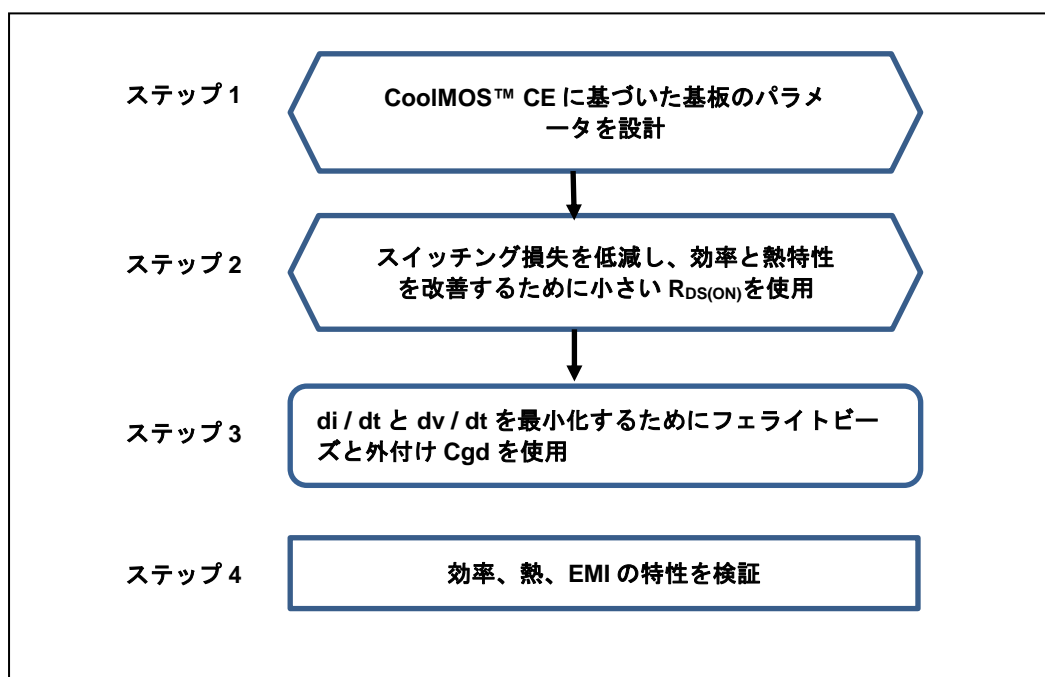 ステップ 1
CoolMOS™ CE に基づいた基板のパラメ
ータを設計
ステップ 2
スイッチング損失を低減し、効率と熱特性
を改善するために小さい RDS(ON)を使用
ステップ 3
di / dt と dv / dt を最小化するためにフェライトビー
ズと外付け Cgd を使用
ステップ 4
効率、熱、EMI の特性を検証